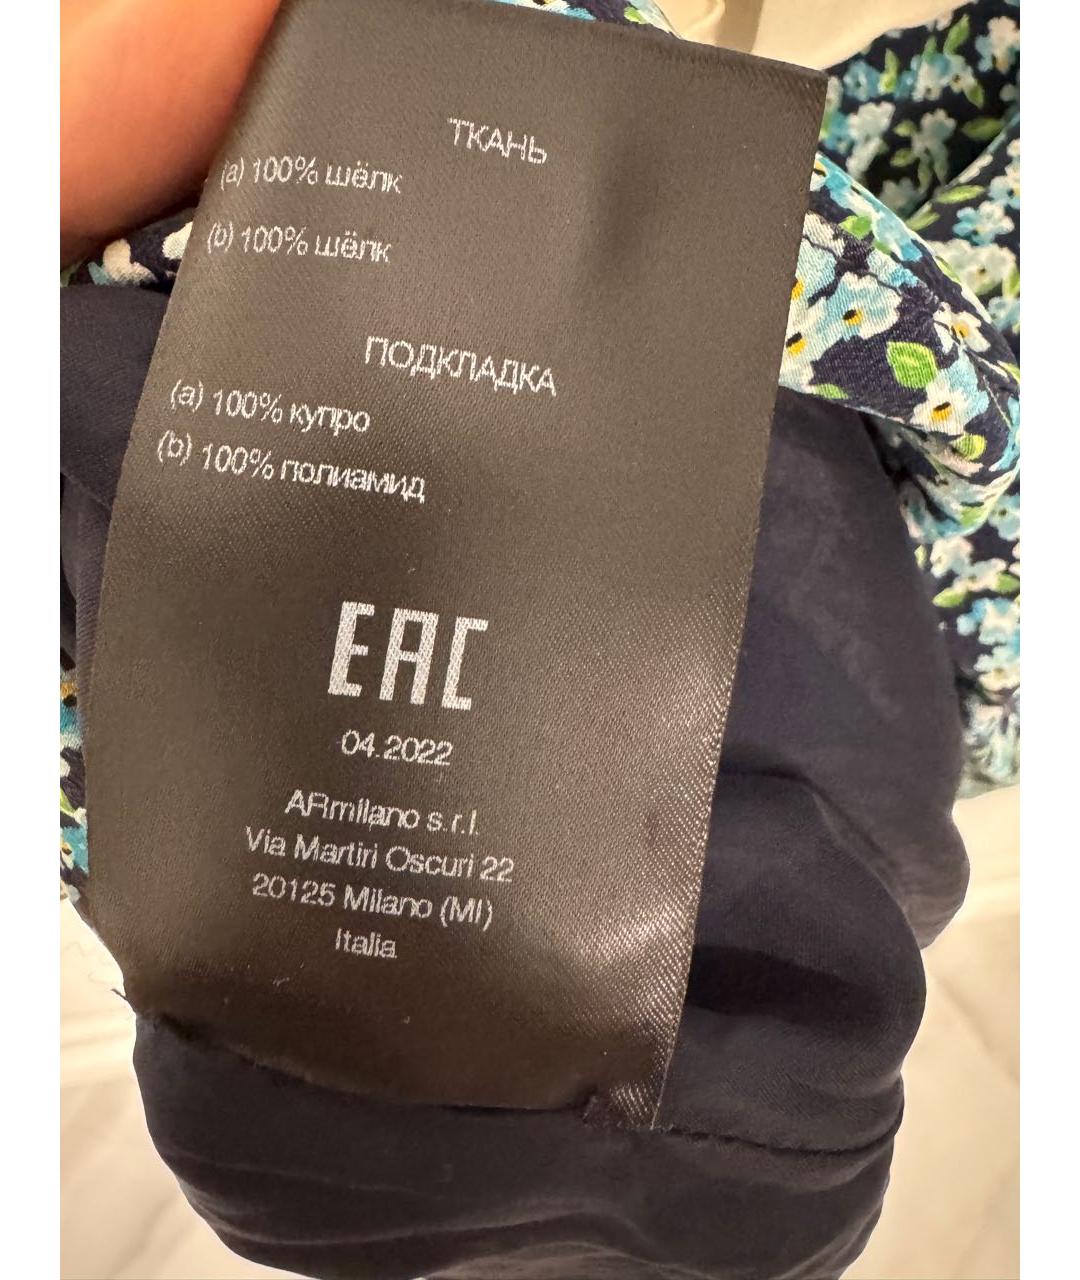 ТКАНЬ
(a) 100% шёлк
(b) 100% шёлк
ПОДКЛАДКА
(a) 100% купро
(b) 100% полиамид
EAC
04.2022
ARmilano s.r.l.
Via Martiri Oscuri 22
20125 Milano (MI)
Italia